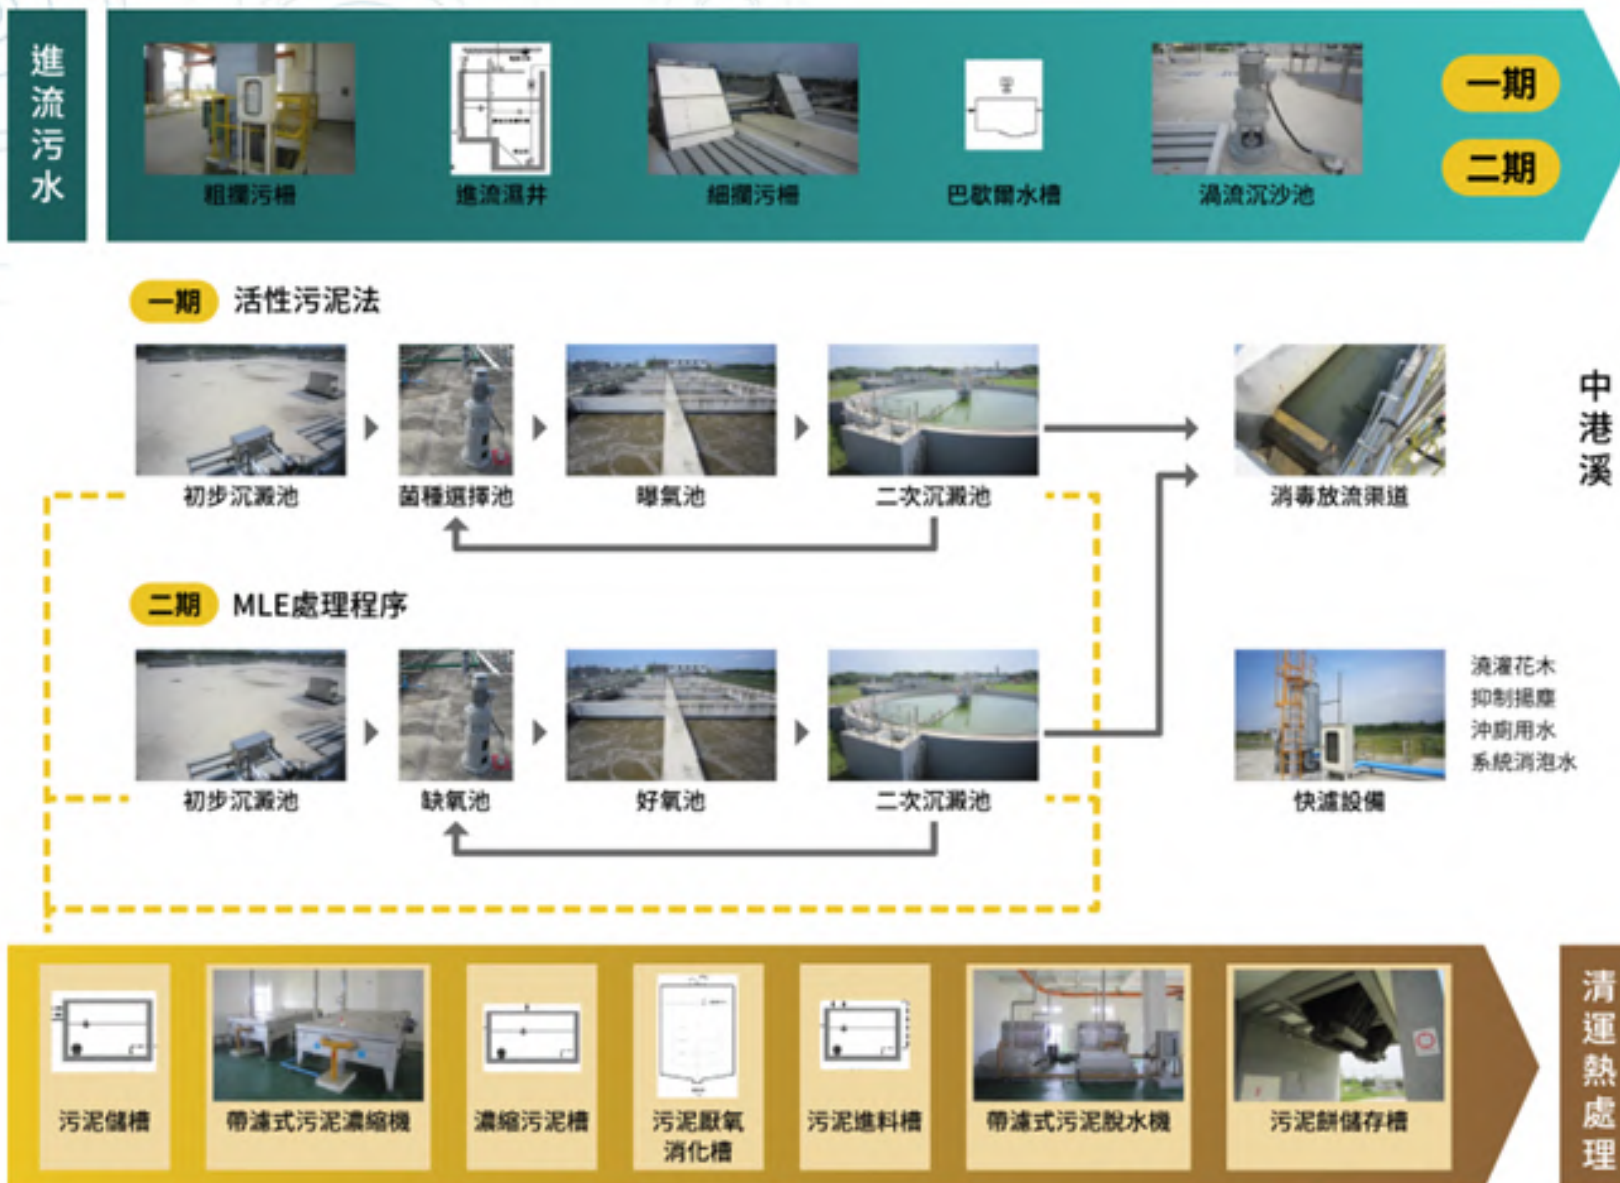 進流污水
粗攔污柵
進流濕井
細攔污柵
巴歇爾水槽
渦流沉沙池
一期
二期
一期 活性污泥法
初步沉澱池
菌種選擇池
曝氣池
二次沉澱池
消毒放流渠道
中港溪
二期 MLE處理程序
初步沉澱池
缺氧池
好氧池
二次沉澱池
快濾設備
澆灌花木
抑制揚塵
沖廁用水
系統消泡水
污泥儲槽
帶濾式污泥濃縮機
濃縮污泥槽
污泥厭氧
消化槽
污泥進料槽
帶濾式污泥脫水機
污泥餅儲存槽
清運熱處理